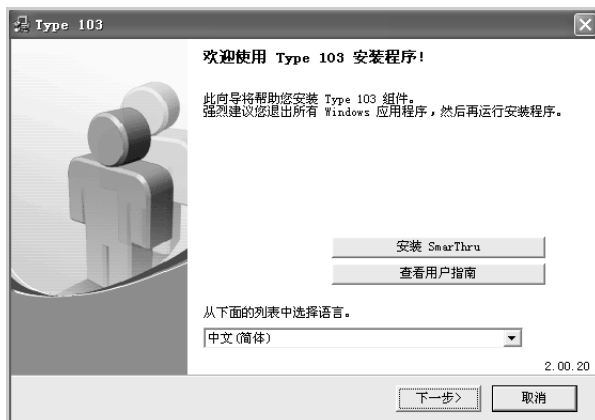 Type 103
欢迎使用 Type 103 安装程序!
此向导将帮助您安装 Type 103 组件。
强烈建议您退出所有 Windows 应用程序,然后再运行安装程序。
安装 SmarThru
查看用户指南
从下面的列表中选择语言。
中文(简体)
2.00.20
下一步>
取消